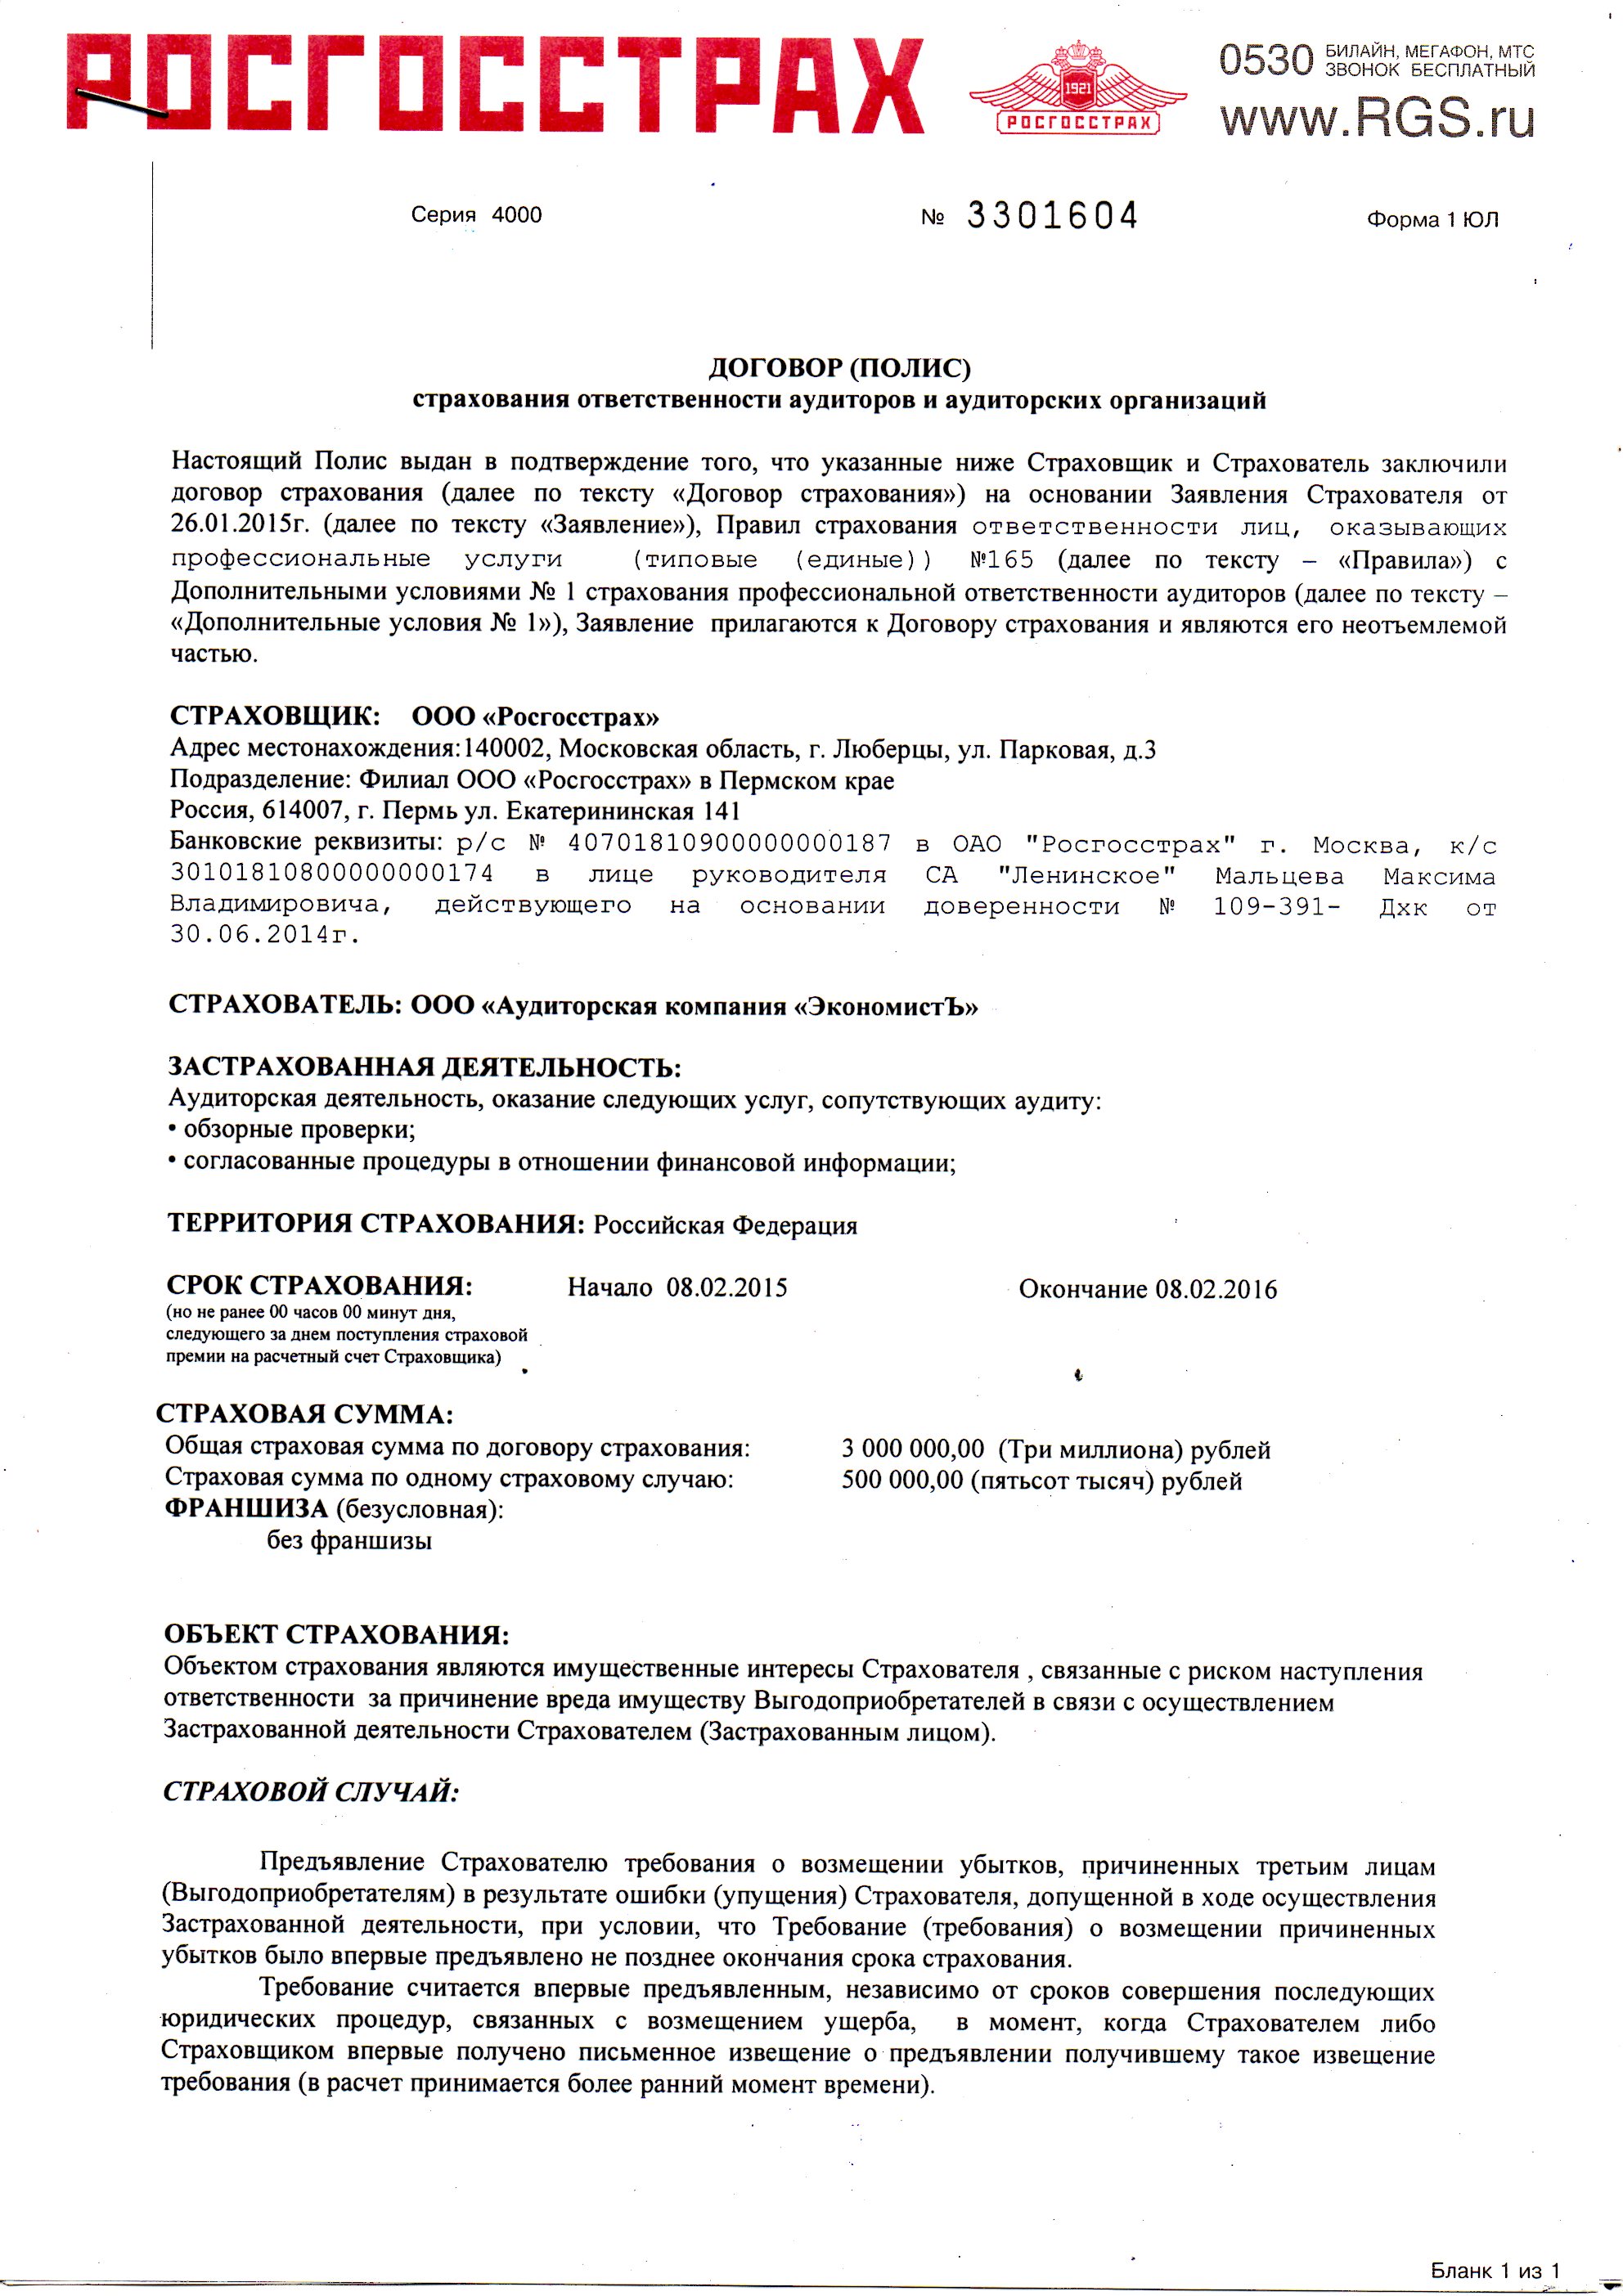 РОСГОССТРАХ
1921
РОСГОССТРАХ
0530 БИЛАЙН, МЕГАФОН, МТС
ЗВОНОК БЕСПЛАТНЫЙ
www.RGS.ru
Серия 4000 № 3301604 Форма 1 ЮЛ
ДОГОВОР (ПОЛИС)
страхования ответственности аудиторов и аудиторских организаций
Настоящий Полис выдан в подтверждение того, что указанные ниже Страховщик и Страхователь заключили
договор страхования (далее по тексту «Договор страхования») на основании Заявления Страхователя от
26.01.2015г. (далее по тексту «Заявление»), Правил страхования ответственности лиц, оказывающих
профессиональные услуги (типовые (единые)) №165 (далее по тексту – «Правила») с
Дополнительными условиями № 1 страхования профессиональной ответственности аудиторов (далее по тексту –
«Дополнительные условия № 1»), Заявление прилагаются к Договору страхования и являются его неотъемлемой
частью.
СТРАХОВЩИК: ООО «Росгосстрах»
Адрес местонахождения:140002, Московская область, г. Люберцы, ул. Парковая, д.3
Подразделение: Филиал ООО «Росгосстрах» в Пермском крае
Россия, 614007, г. Пермь ул. Екатерининская 141
Банковские реквизиты: р/с № 40701810900000000187 в ОАО "Росгосстрах" г. Москва, к/с
30101810800000000174 в лице руководителя СА "Ленинское" Мальцева Максима
Владимировича, действующего на основании доверенности № 109-391- Дхк от
30.06.2014г.
СТРАХОВАТЕЛЬ: ООО «Аудиторская компания «ЭкономистЪ»
ЗАСТРАХОВАННАЯ ДЕЯТЕЛЬНОСТЬ:
Аудиторская деятельность, оказание следующих услуг, сопутствующих аудиту:
• обзорные проверки;
• согласованные процедуры в отношении финансовой информации;
ТЕРРИТОРИЯ СТРАХОВАНИЯ: Российская Федерация
СРОК СТРАХОВАНИЯ: Начало 08.02.2015 Окончание 08.02.2016
(но не ранее 00 часов 00 минут дня,
следующего за днем поступления страховой
премии на расчетный счет Страховщика)
СТРАХОВАЯ СУММА:
Общая страховая сумма по договору страхования: 3 000 000,00 (Три миллиона) рублей
Страховая сумма по одному страховому случаю: 500 000,00 (пятьсот тысяч) рублей
ФРАНШИЗА (безусловная):
без франшизы
ОБЪЕКТ СТРАХОВАНИЯ:
Объектом страхования являются имущественные интересы Страхователя , связанные с риском наступления
ответственности за причинение вреда имуществу Выгодоприобретателей в связи с осуществлением
Застрахованной деятельности Страхователем (Застрахованным лицом).
СТРАХОВОЙ СЛУЧАЙ:
Предъявление Страхователю требования о возмещении убытков, причиненных третьим лицам
(Выгодоприобретателям) в результате ошибки (упущения) Страхователя, допущенной в ходе осуществления
Застрахованной деятельности, при условии, что Требование (требования) о возмещении причиненных
убытков было впервые предъявлено не позднее окончания срока страхования.
Требование считается впервые предъявленным, независимо от сроков совершения последующих
юридических процедур, связанных с возмещением ущерба, в момент, когда Страхователем либо
Страховщиком впервые получено письменное извещение о предъявлении получившему такое извещение
требования (в расчет принимается более ранний момент времени).
Бланк 1 из 1